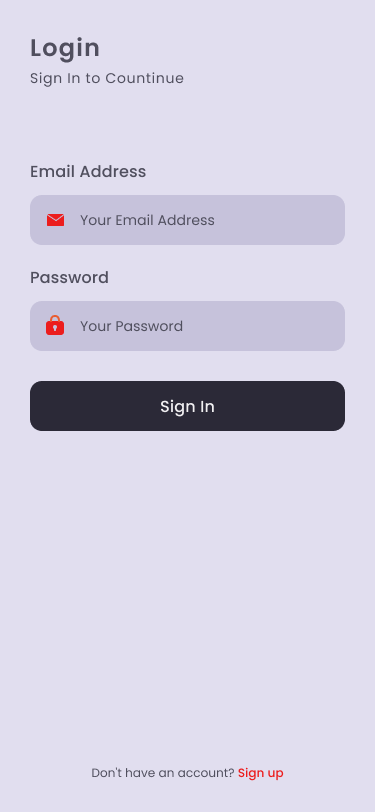 Login
Sign In to Countinue
Email Address
Your Email Address
Password
Your Password
Sign In
Don't have an account? Sign up